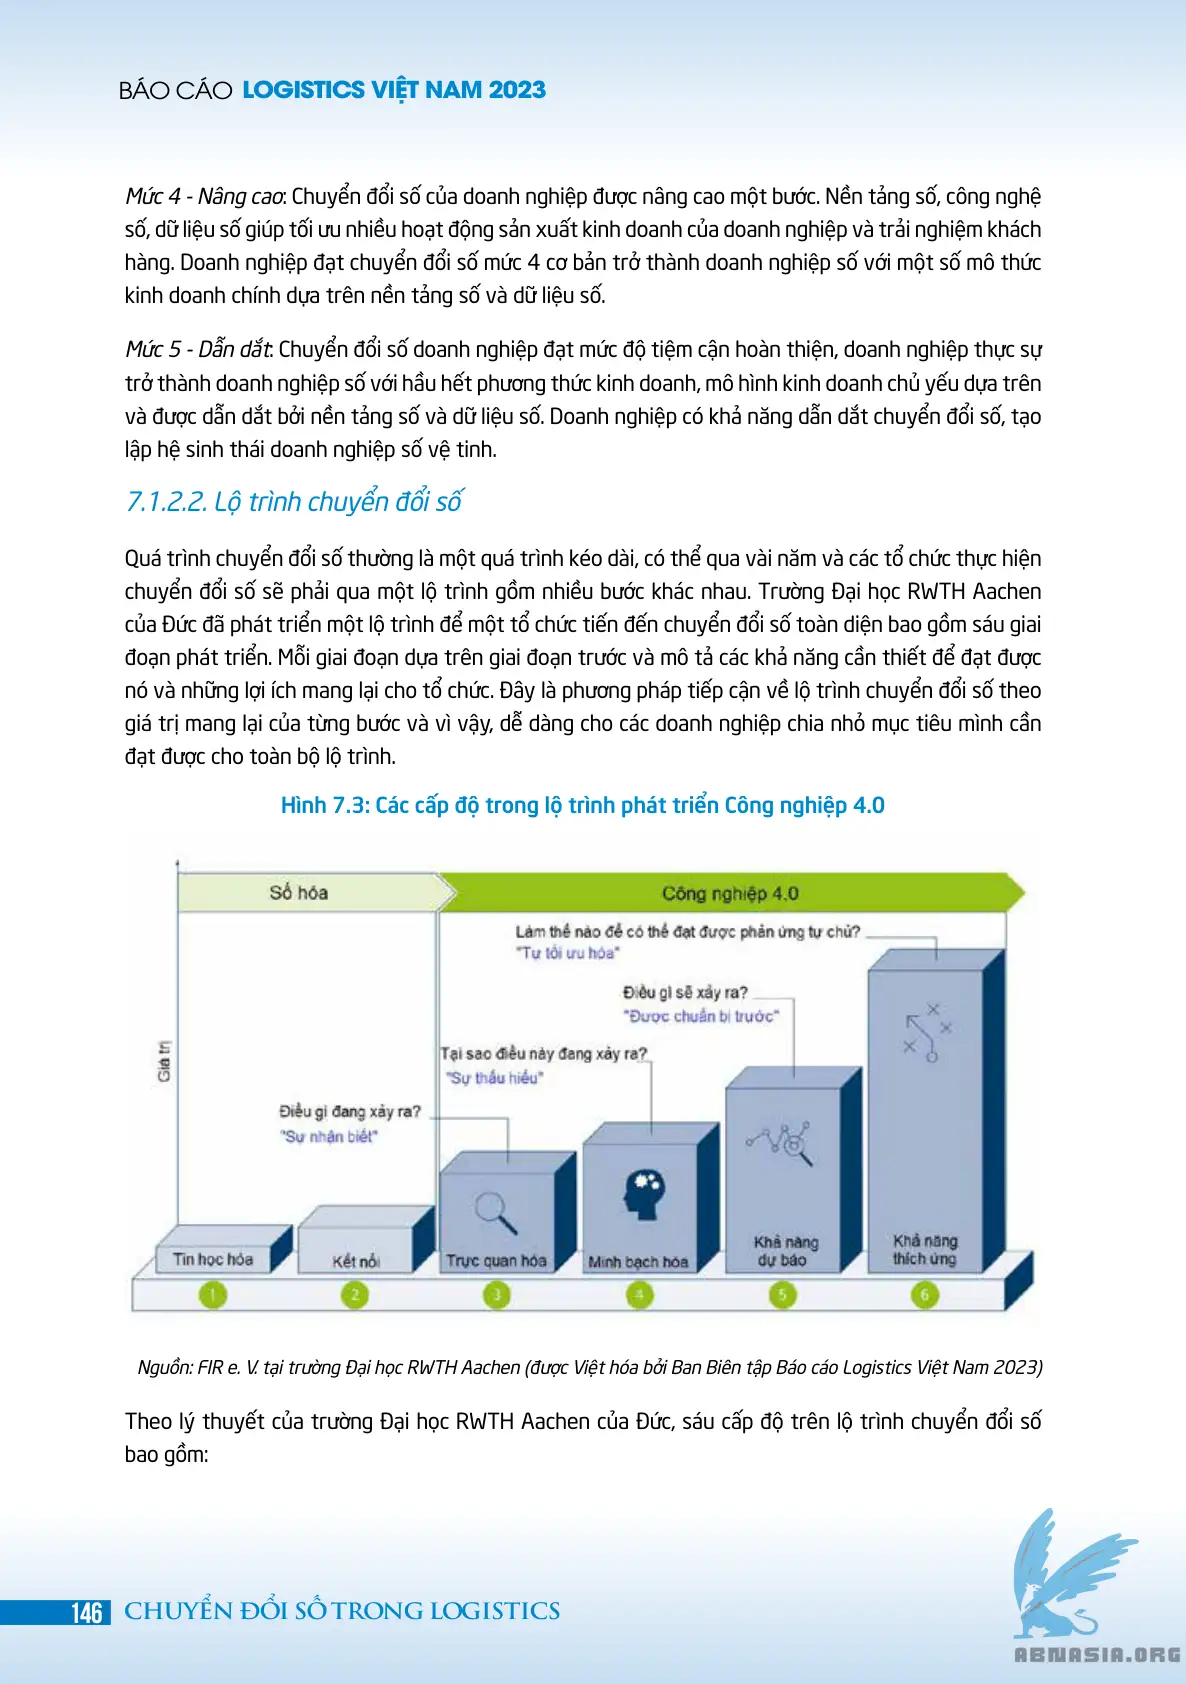 BÁO CÁO LOGISTICS VIỆT NAM 2023
Mức 4 - Nâng cao: Chuyển đổi số của doanh nghiệp được nâng cao một bước. Nền tảng số, công nghệ
số, dữ liệu số giúp tối ưu nhiều hoạt động sản xuất kinh doanh của doanh nghiệp và trải nghiệm khách
hàng. Doanh nghiệp đạt chuyển đổi số mức 4 cơ bản trở thành doanh nghiệp số với một số mô thức
kinh doanh chính dựa trên nền tảng số và dữ liệu số.
Mức 5 - Dẫn dắt: Chuyển đổi số doanh nghiệp đạt mức độ tiệm cận hoàn thiện, doanh nghiệp thực sự
trở thành doanh nghiệp số với hầu hết phương thức kinh doanh, mô hình kinh doanh chủ yếu dựa trên
và được dẫn dắt bởi nền tảng số và dữ liệu số. Doanh nghiệp có khả năng dẫn dắt chuyển đổi số, tạo
lập hệ sinh thái doanh nghiệp số vệ tinh.
7.1.2.2. Lộ trình chuyển đổi số
Quá trình chuyển đổi số thường là một quá trình kéo dài, có thể qua vài năm và các tổ chức thực hiện
chuyển đổi số sẽ phải qua một lộ trình gồm nhiều bước khác nhau. Trường Đại học RWTH Aachen
của Đức đã phát triển một lộ trình để một tổ chức tiến đến chuyển đổi số toàn diện bao gồm sáu giai
đoạn phát triển. Mỗi giai đoạn dựa trên giai đoạn trước và mô tả các khả năng cần thiết để đạt được
nó và những lợi ích mang lại cho tổ chức. Đây là phương pháp tiếp cận về lộ trình chuyển đổi số theo
giá trị mang lại của từng bước và vì vậy, dễ dàng cho các doanh nghiệp chia nhỏ mục tiêu mình cần
đạt được cho toàn bộ lộ trình.
Hình 7.3: Các cấp độ trong lộ trình phát triển Công nghiệp 4.0
Số hóa
Công nghiệp 4.0
Làm thế nào để có thể đạt được phản ứng tự chủ?
"Tự tối ưu hóa"
Điều gì sẽ xảy ra?
"Được chuẩn bị trước"
Tại sao điều này đang xảy ra?
"Sự thấu hiểu"
Điều gì đang xảy ra?
"Sự nhận biết"
Giá trị
Tin học hóa
Kết nối
Trực quan hóa
Minh bạch hóa
Khả năng
dự báo
Khả năng
thích ứng
1
2
3
4
5
6
Nguồn: FIR e. V. tại trường Đại học RWTH Aachen (được Việt hóa bởi Ban Biên tập Báo cáo Logistics Việt Nam 2023)
Theo lý thuyết của trường Đại học RWTH Aachen của Đức, sáu cấp độ trên lộ trình chuyển đổi số
bao gồm:
146 CHUYỂN ĐỔI SỐ TRONG LOGISTICS
ABNASIA.ORG